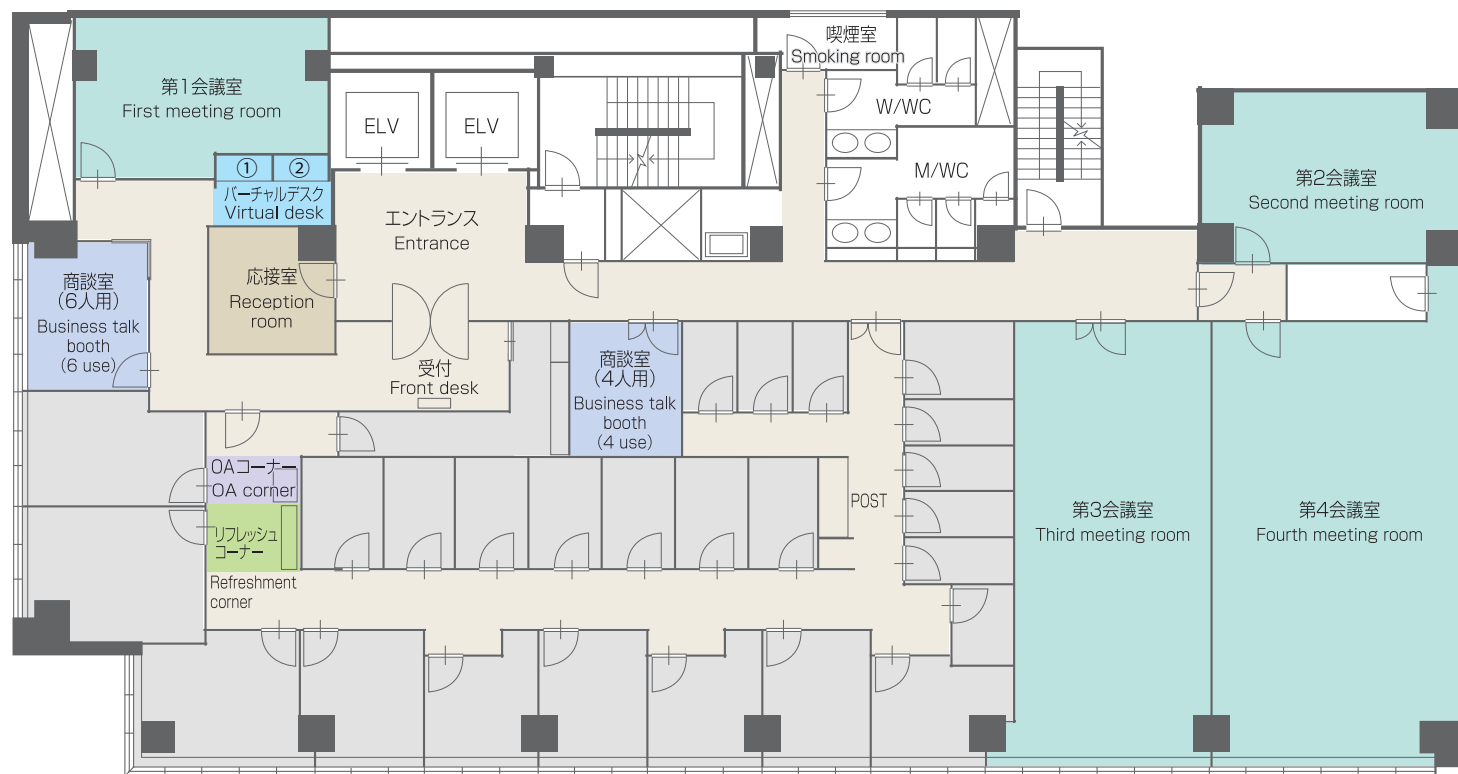 喫煙室
Smoking room
第1会議室
First meeting room
ELV
ELV
W/WC
M/WC
① ②
バーチャルデスク
Virtual desk
第2会議室
Second meeting room
エントランス
Entrance
商談室
(6人用)
Business talk
booth
(6 use)
応接室
Reception
room
受付
Front desk
商談室
(4人用)
Business talk
booth
(4 use)
OAコーナー
OA corner
POST
リフレッシュ
コーナー
Refreshment
corner
第3会議室
Third meeting room
第4会議室
Fourth meeting room